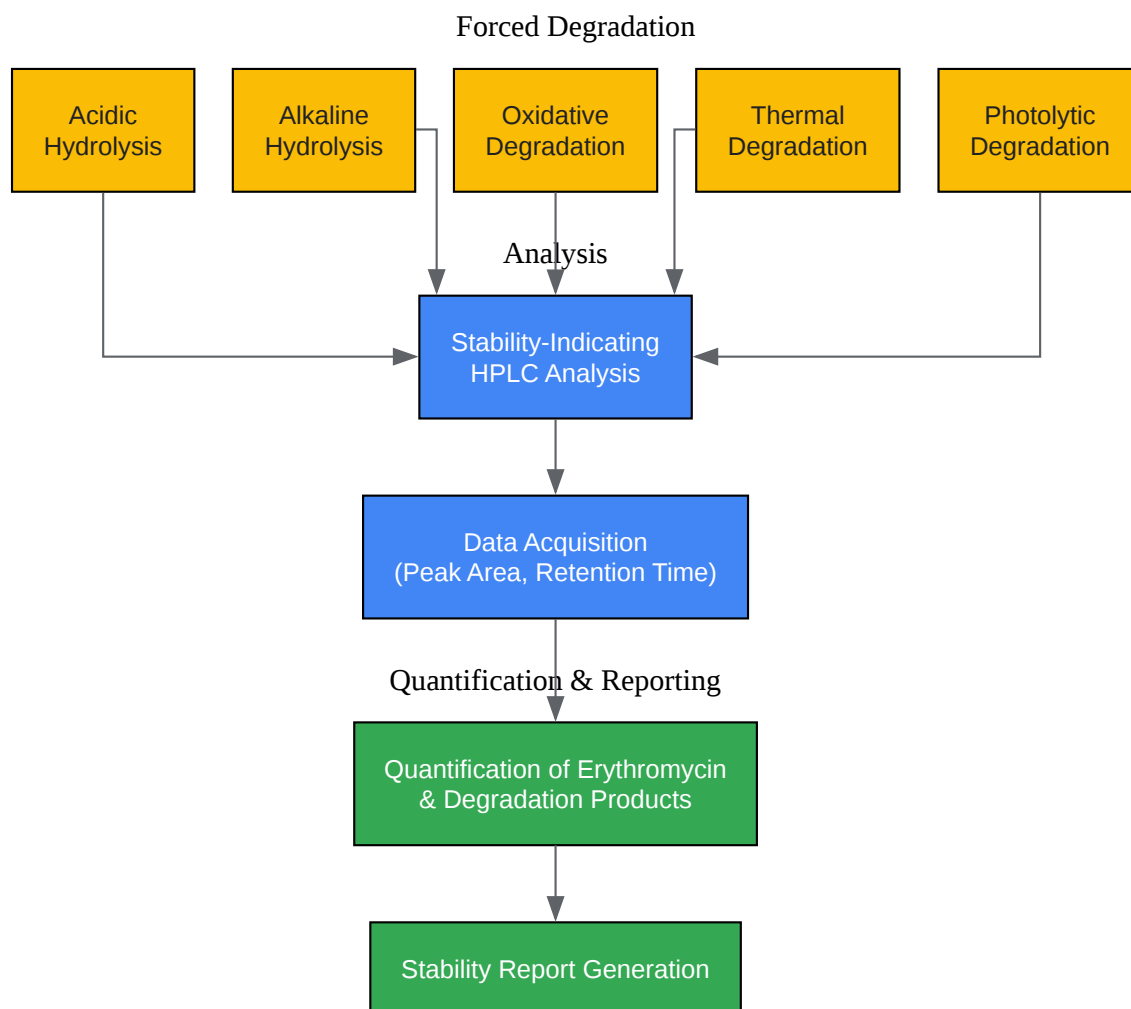 Forced Degradation
Acidic
Hydrolysis
Alkaline
Hydrolysis
Oxidative
Degradation
Thermal
Degradation
Photolytic
Degradation
Analysis
Stability-Indicating
HPLC Analysis
Data Acquisition
(Peak Area, Retention Time)
Quantification & Reporting
Quantification of Erythromycin
& Degradation Products
Stability Report Generation